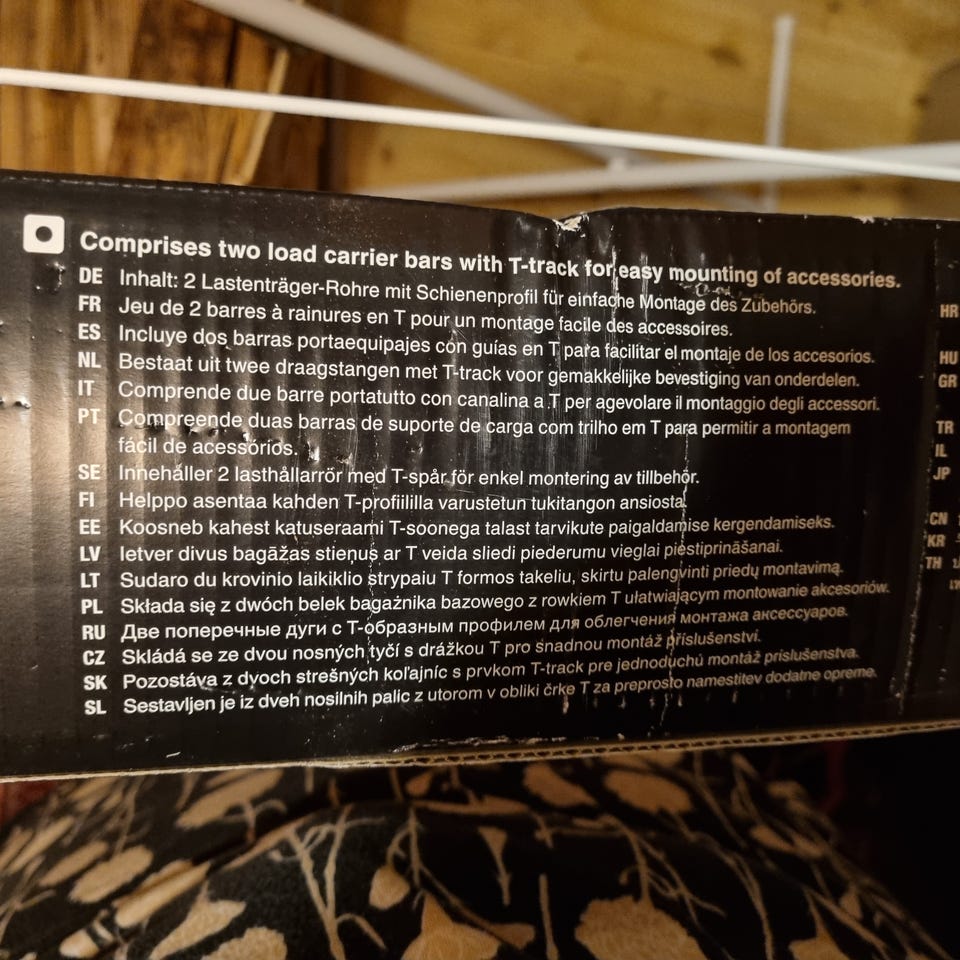 Comprises two load carrier bars with T-track for easy mounting of accessories.
DE Inhalt: 2 Lastenträger-Rohre mit Schienenprofil für einfache Montage des Zubehörs.
FR Jeu de 2 barres à rainures en T pour un montage facile des accessoires.
ES Incluye dos barras portaequipajes con guías en T para facilitar el montaje de los accesorios.
NL Bestaat uit twee draagstangen met T-track voor gemakkelijke bevestiging van onderdelen.
IT Comprende due barre portatutto con canalina a T per agevolare il montaggio degli accessori.
PT Compreende duas barras de suporte de carga com trilho em T para permitir a montagem
fácil de acessórios.
SE Innehåller 2 lasthållarrör med T-spår för enkel montering av tillbehör.
FI Helppo asentaa kahden T-profiililla varustetun tukitangon ansiosta.
EE Koosneb kahest katuseraami T-soonega talast tarvikute paigaldamise kergendamiseks.
LV Ietver divus bagāžas stieņus ar T veida sliedi piederumu vieglai piestiprināšanai.
LT Sudaro du krovinio laikiklio strypaiu T formos takeliu, skirtu palengvinti priedų montavimą.
PL Składa się z dwóch belek bagażnika bazowego z rowkiem T ułatwiającym montowanie akcesoriów.
RU Две поперечные дуги с Т-образным профилем для облегчения монтажа аксессуаров.
CZ Skládá se ze dvou nosných tyčí s drážkou T pro snadnou montáž příslušenství.
SK Pozostáva z dvoch strešných koľajníc s prvkom T-track pre jednoduchú montáž príslušenstva.
SL Sestavljen je iz dveh nosilnih palic z utorom v obliki črke T za preprosto namestitev dodatne opreme.
HR
HU
GR
TR
IL
JP
CN
KR
TH